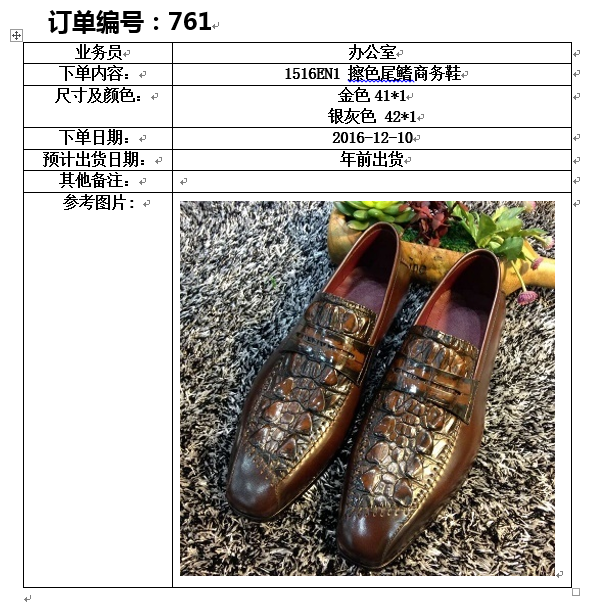 订单编号：761
业务员 办公室
下单内容： 1516EN1 擦色尾鳍商务鞋
尺寸及颜色： 金色 41*1
银灰色 42*1
下单日期： 2016-12-10
预计出货日期： 年前出货
其他备注：
参考图片：